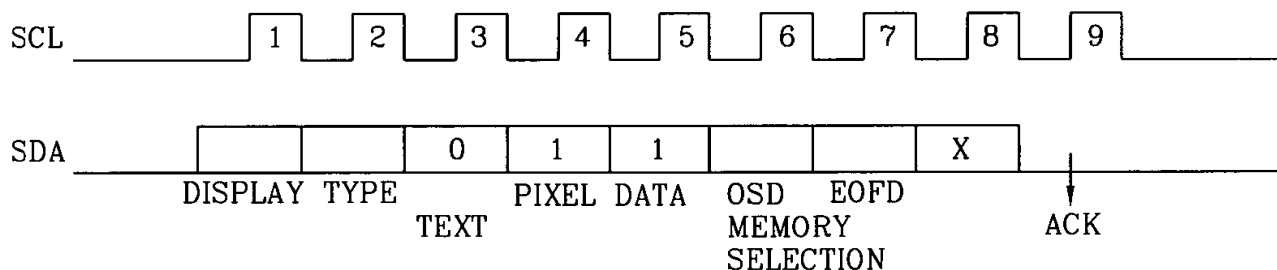 SCL 1 2 3 4 5 6 7 8 9
SDA 0 1 1 X
DISPLAY TYPE PIXEL DATA OSD EOFD
TEXT MEMORY ACK
SELECTION